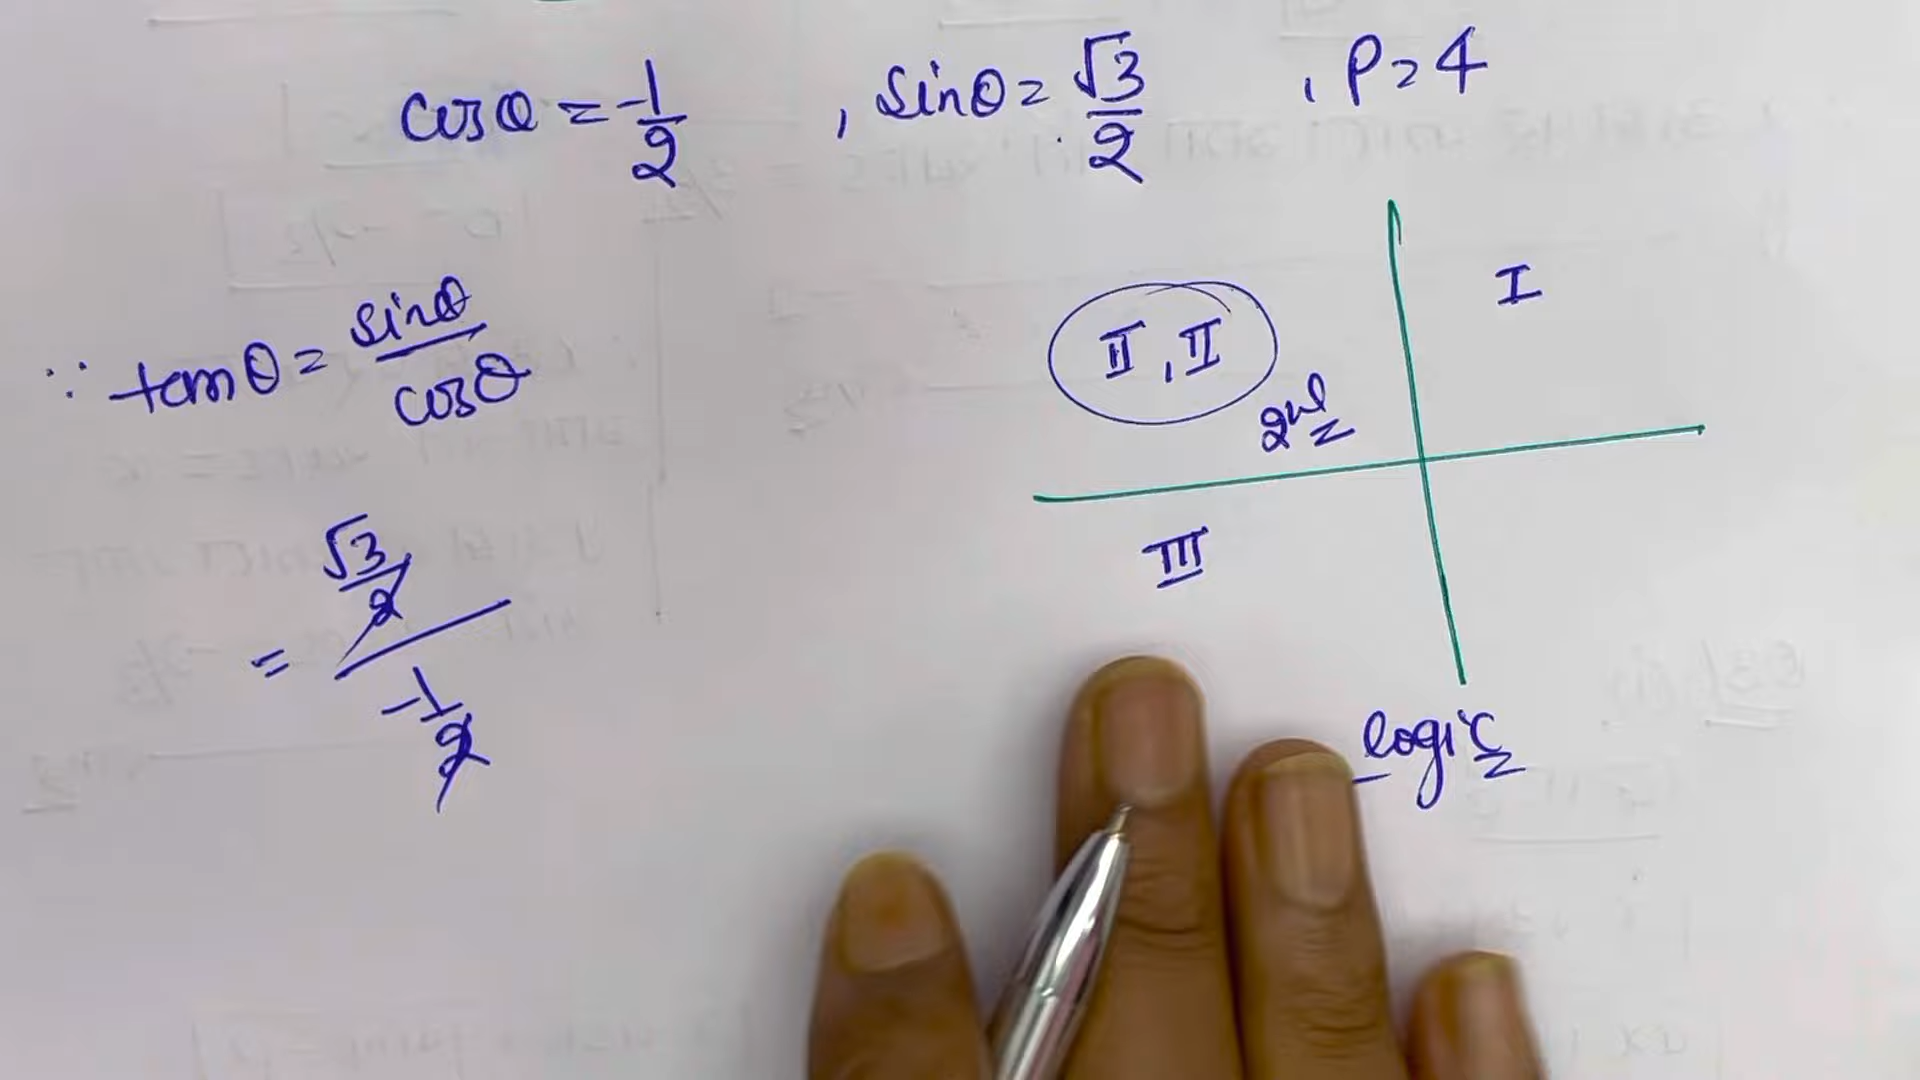 cosθ = -1/2 , sinθ = √3/2 , P = 4
∵ tanθ = sinθ/cosθ
= (√3/2)/(-1/2)
I
II, II
2nd
III
logic